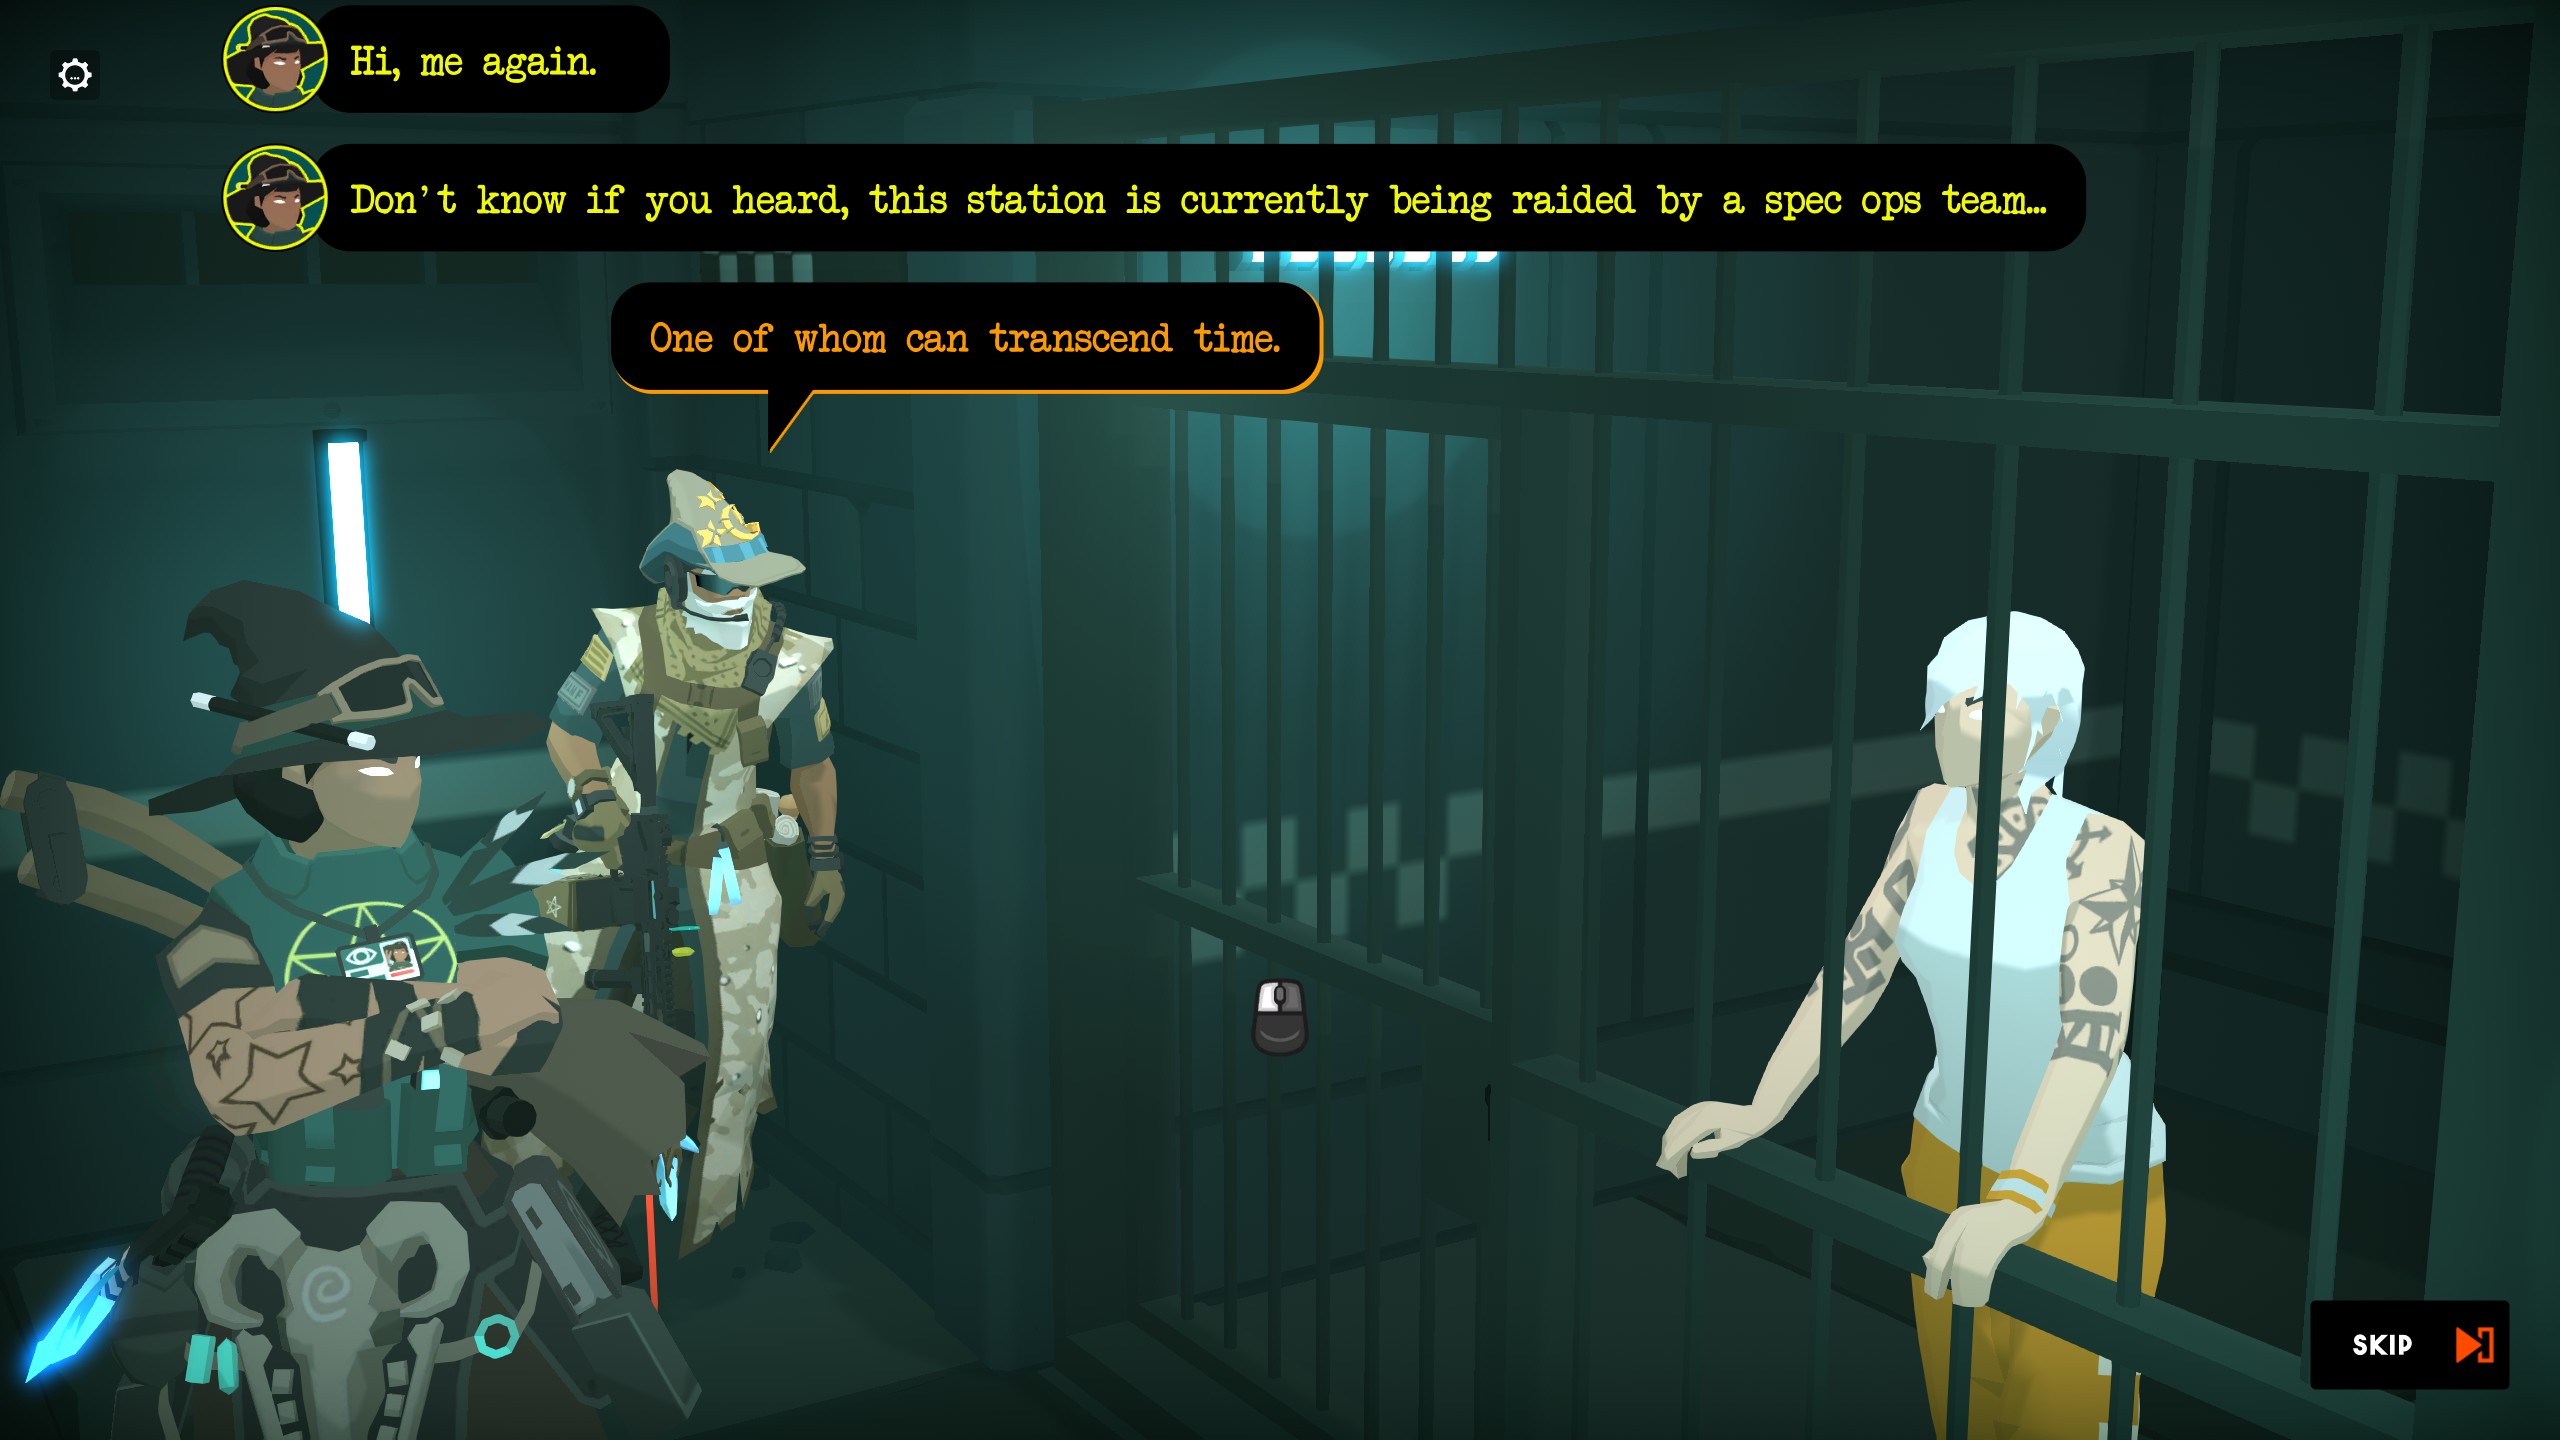 Hi, me again.
Don't know if you heard, this station is currently being raided by a spec ops team...
One of whom can transcend time.
SKIP